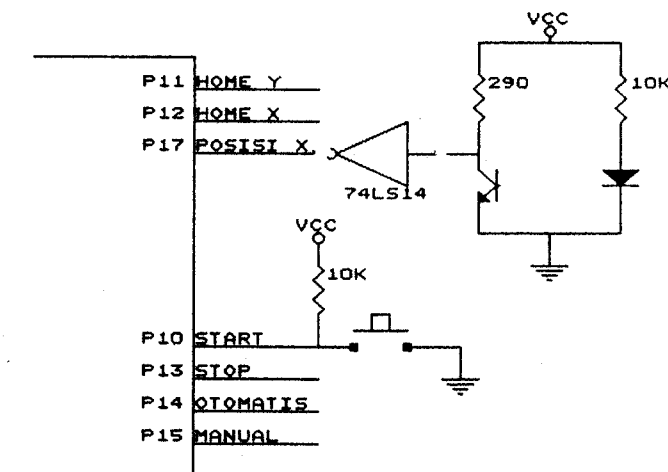 VCC
P11 HOME Y
290
10K
P12 HOME X
P17 POSISI X
74LS14
VCC
10K
P10 START
P13 STOP
P14 OTOMATIS
P15 MANUAL